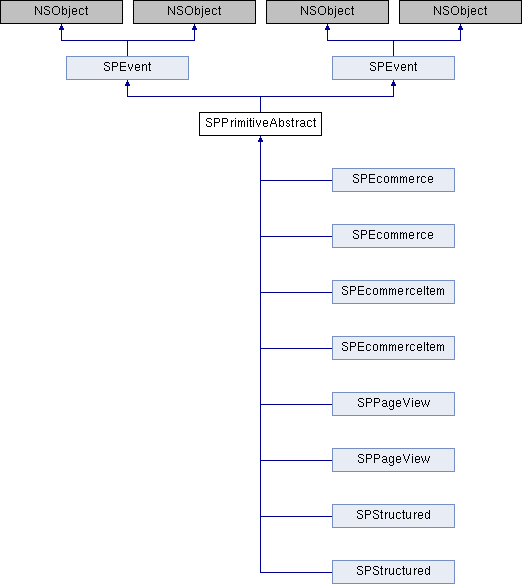 NSObject
NSObject
NSObject
NSObject
SPEvent
SPEvent
SPPrimitiveAbstract
SPEcommerce
SPEcommerce
SPEcommerceItem
SPEcommerceItem
SPPageView
SPPageView
SPStructured
SPStructured